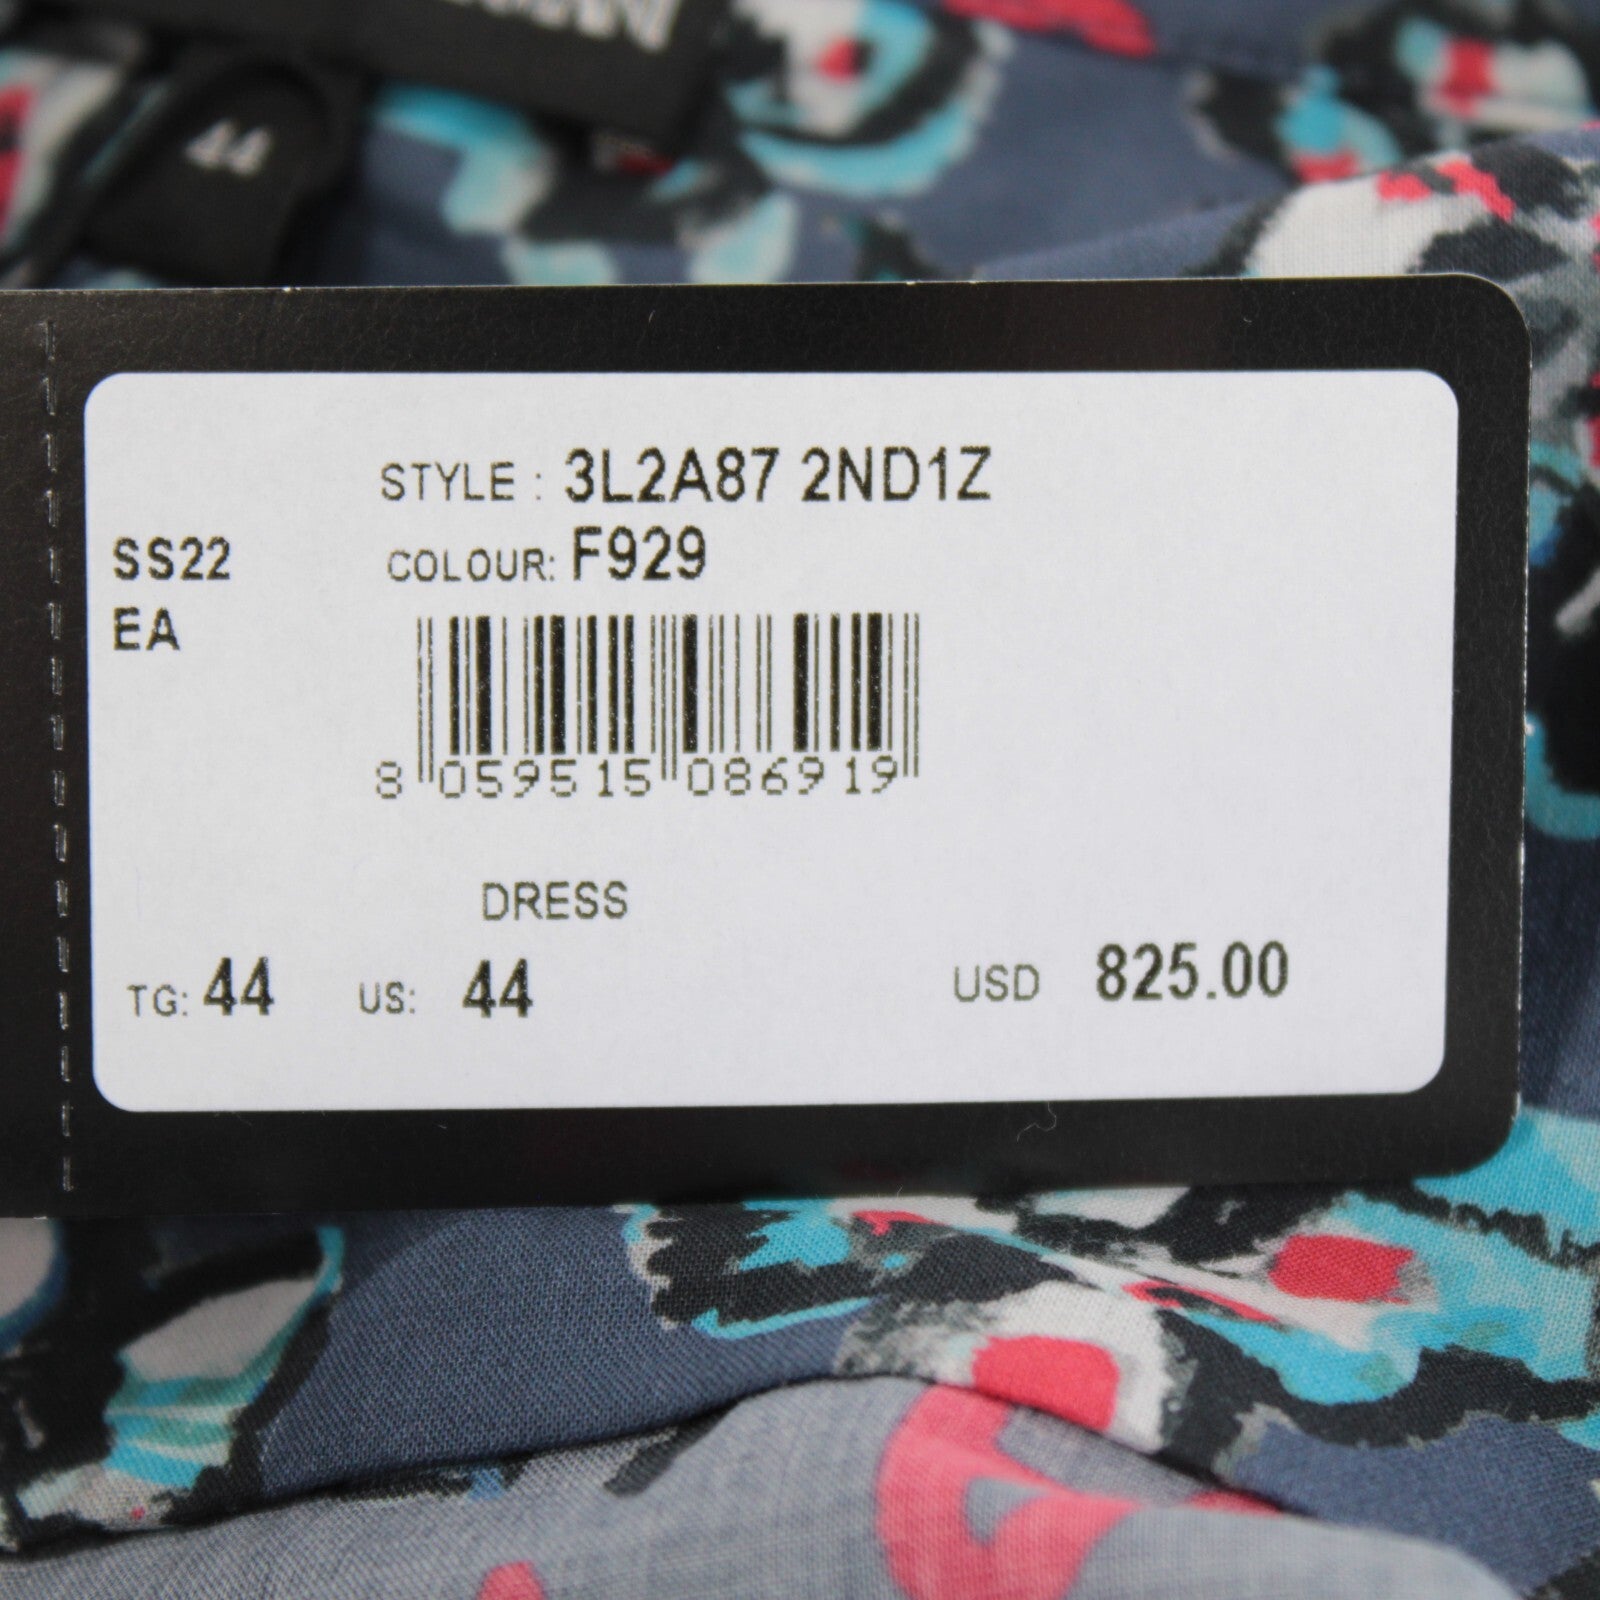 44
STYLE : 3L2A87 2ND1Z
SS22 COLOUR: F929
EA
8 059515 086919
DRESS
TG: 44 US: 44 USD 825.00